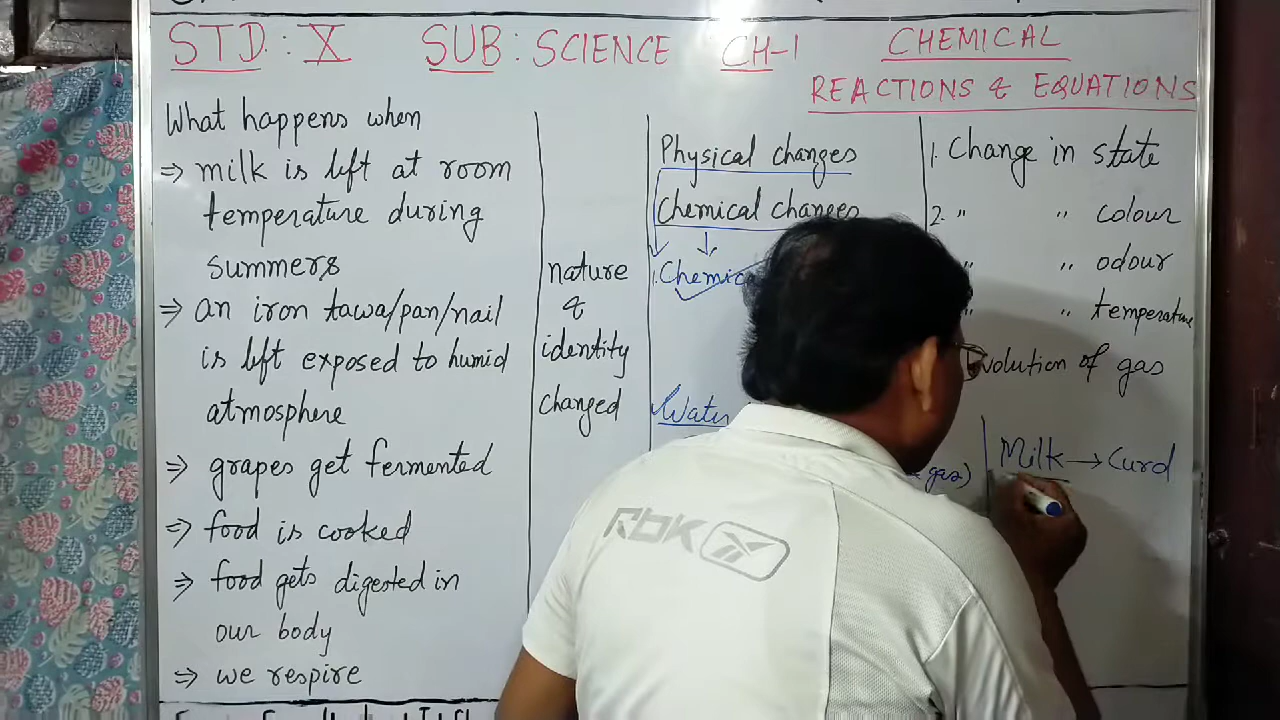 STD : X SUB : SCIENCE CH-1 CHEMICAL
REACTIONS & EQUATIONS
What happens when
⇒ milk is left at room
temperature during
summers
⇒ an iron tawa/pan/nail
is left exposed to humid
atmosphere
⇒ grapes get fermented
⇒ food is cooked
⇒ food gets digested in
our body
⇒ we respire
nature
&
identity
changed
Physical changes
Chemical changes
1. Chemical
Water
gas)
1. Change in state
2. " " colour
" " odour
" " temperature
volution of gas
Milk → Curd
RbK